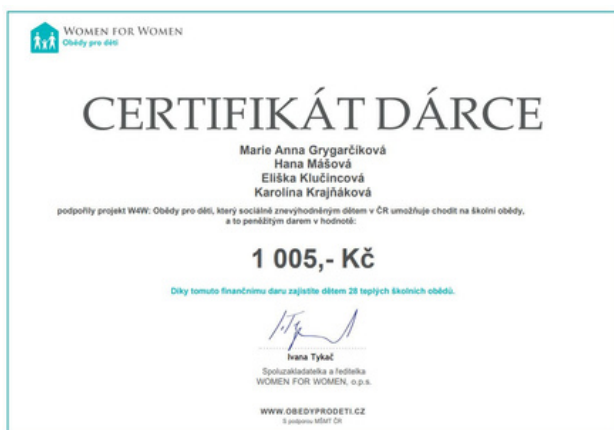 WOMEN FOR WOMEN
Obědy pro děti
CERTIFIKÁT DÁRCE
Marie Anna Grygarčíková
Hana Mášová
Eliška Klučincová
Karolína Krajňáková
podpořily projekt W4W: Obědy pro děti, který sociálně znevýhodněným dětem v ČR umožňuje chodit na školní obědy,
a to peněžitým darem v hodnotě:
1 005,- Kč
Díky tomuto finančnímu daru zajistíte dětem 28 teplých školních obědů.
Ivana Tykač
Spoluzakladatelka a ředitelka
WOMEN FOR WOMEN, o.p.s.
WWW.OBEDYPRODETI.CZ
S podporou MŠMT ČR